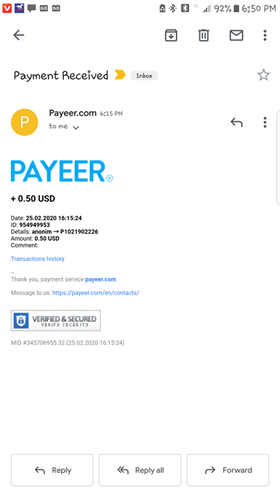 92% 6:50 PM
Payment Received
Inbox
Payeer.com 6:15 PM
to me
P
PAYEER®
+ 0.50 USD
Date: 25.02.2020 16:15:24
ID: 954949953
Details: anonim → P1021902226
Amount: 0.50 USD
Comment:
Transactions history
--
Thank you, payment service payeer.com
Message to us: https://payeer.com/en/contacts/
VERIFIED & SECURED
VERIFY SECURITY
MID #345706955.32 (25.02.2020 16:15:24)
Reply
Reply all
Forward